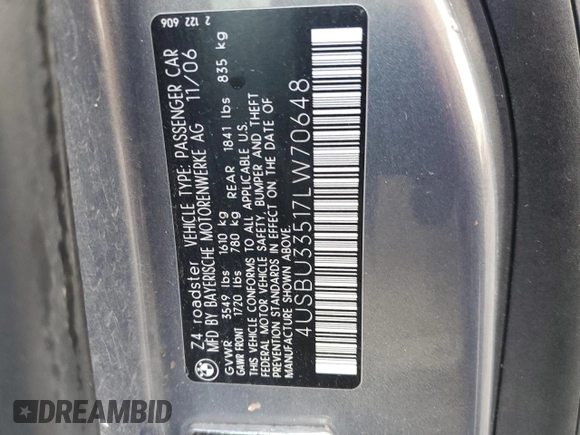 Z4 roadster VEHICLE TYPE: PASSENGER CAR
MFD BY BAYERISCHE MOTORENWERKE AG 11/06
GVWR 3549 lbs 1610 kg
GAWR FRONT 1720 lbs 780 kg REAR 1841 lbs 835 kg
THIS VEHICLE CONFORMS TO ALL APPLICABLE U.S.
FEDERAL MOTOR VEHICLE SAFETY, BUMPER AND THEFT
PREVENTION STANDARDS IN EFFECT ON THE DATE OF
MANUFACTURE SHOWN ABOVE.
4USBU33517LW70648
2 122 606
DREAMBID